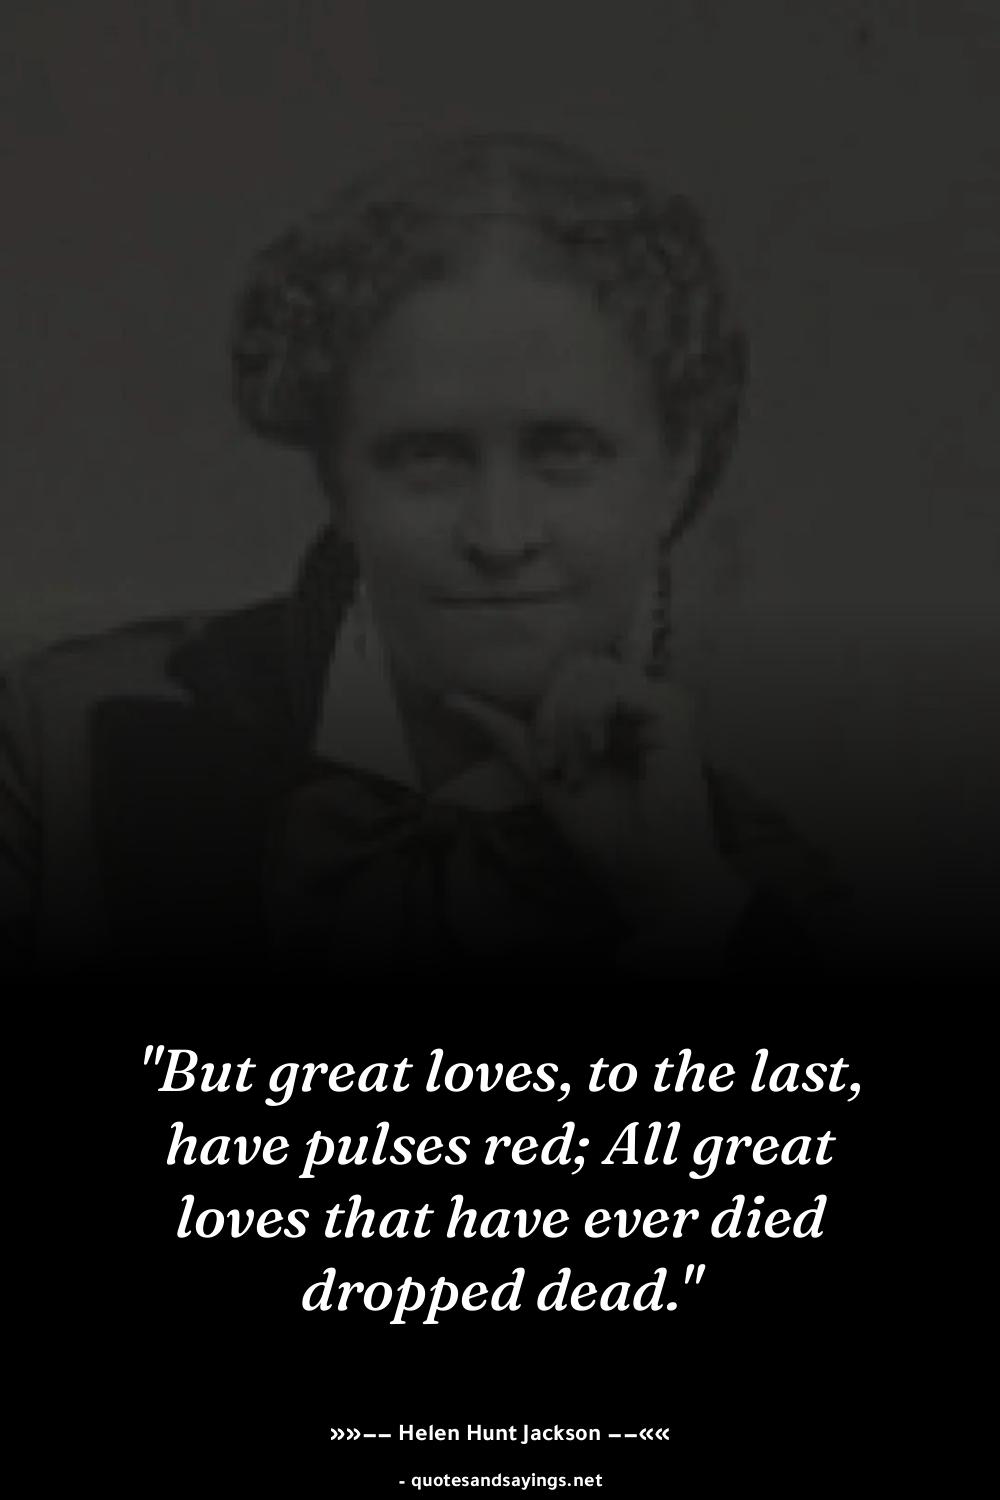 "But great loves, to the last,
have pulses red; All great
loves that have ever died
dropped dead."
»»−− Helen Hunt Jackson −−««
- quotesandsayings.net